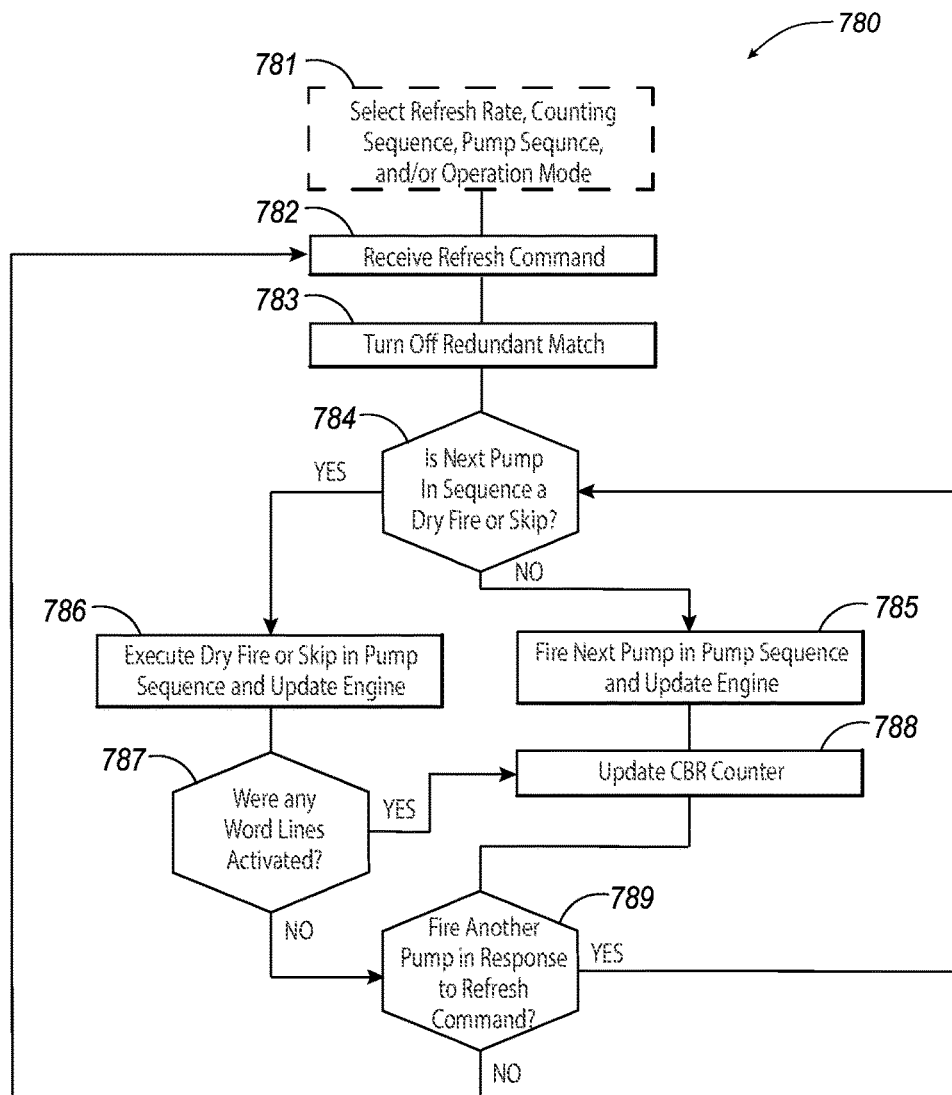 780
781
Select Refresh Rate, Counting
Sequence, Pump Sequnce,
and/or Operation Mode
782
Receive Refresh Command
783
Turn Off Redundant Match
784
Is Next Pump
In Sequence a
Dry Fire or Skip?
YES
NO
786
Execute Dry Fire or Skip in Pump
Sequence and Update Engine
785
Fire Next Pump in Pump Sequence
and Update Engine
787
Were any
Word Lines
Activated?
YES
NO
788
Update CBR Counter
789
Fire Another
Pump in Response
to Refresh
Command?
YES
NO